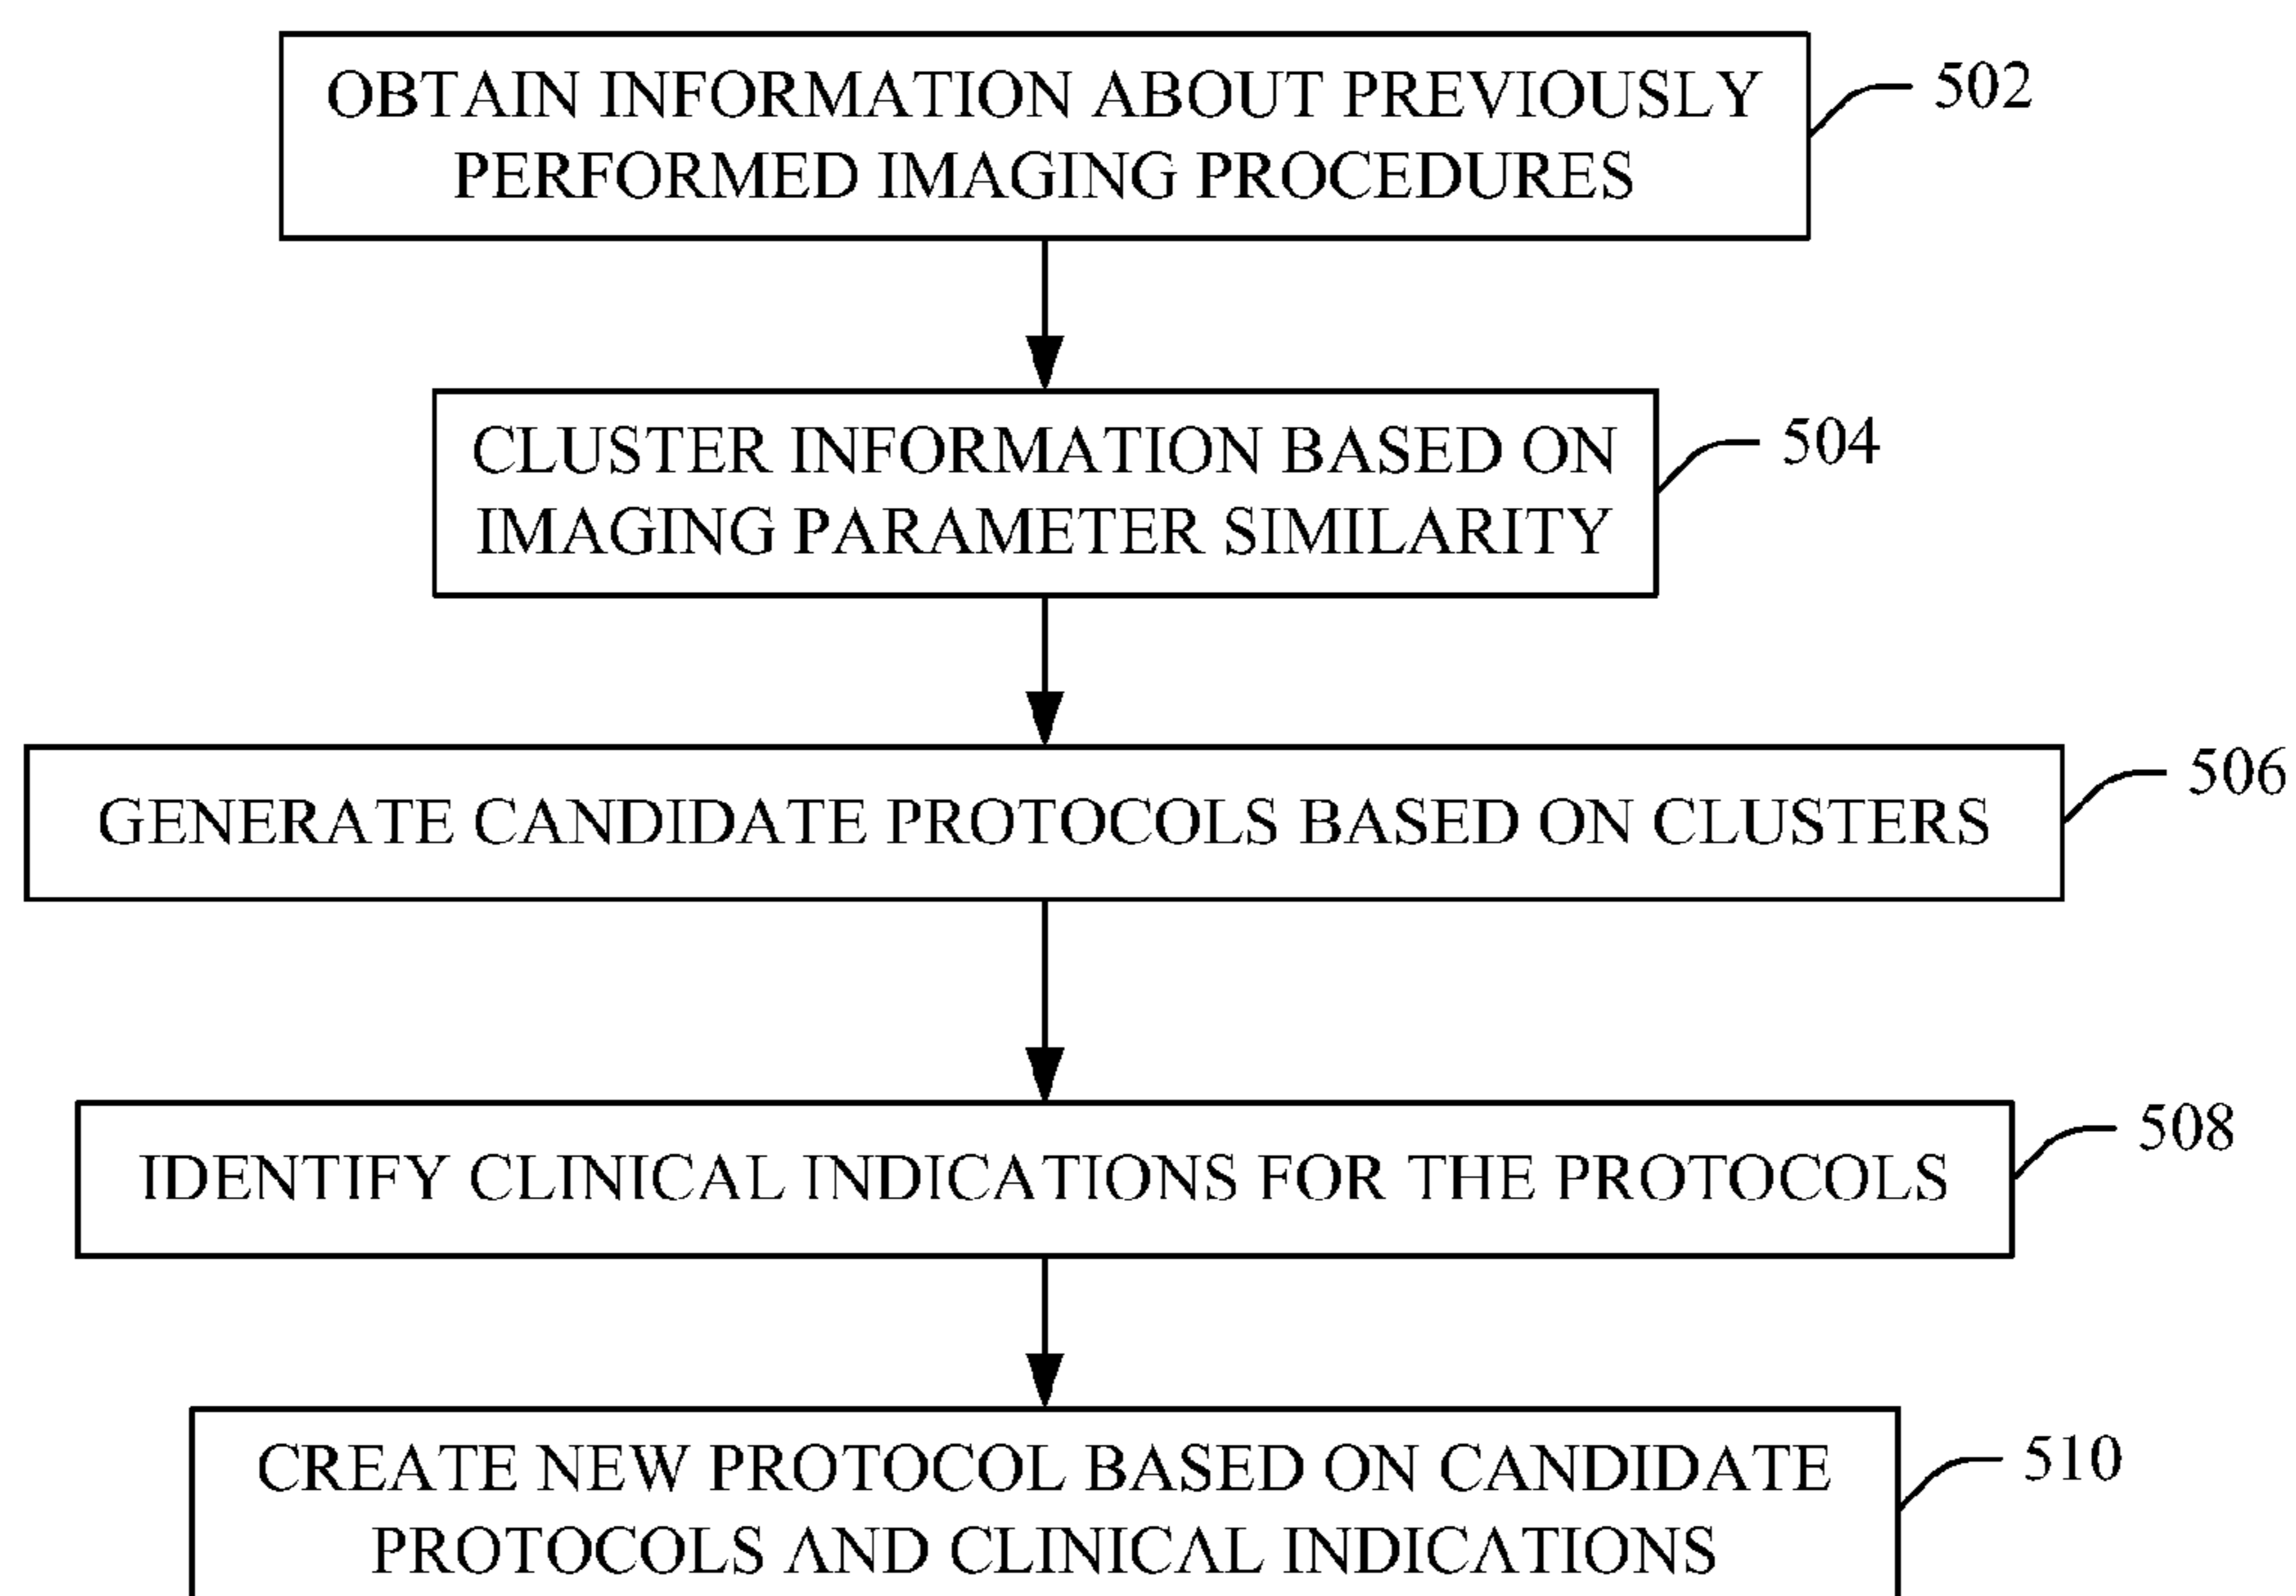 OBTAIN INFORMATION ABOUT PREVIOUSLY
PERFORMED IMAGING PROCEDURES
502
CLUSTER INFORMATION BASED ON
IMAGING PARAMETER SIMILARITY
504
GENERATE CANDIDATE PROTOCOLS BASED ON CLUSTERS
506
IDENTIFY CLINICAL INDICATIONS FOR THE PROTOCOLS
508
CREATE NEW PROTOCOL BASED ON CANDIDATE
PROTOCOLS AND CLINICAL INDICATIONS
510